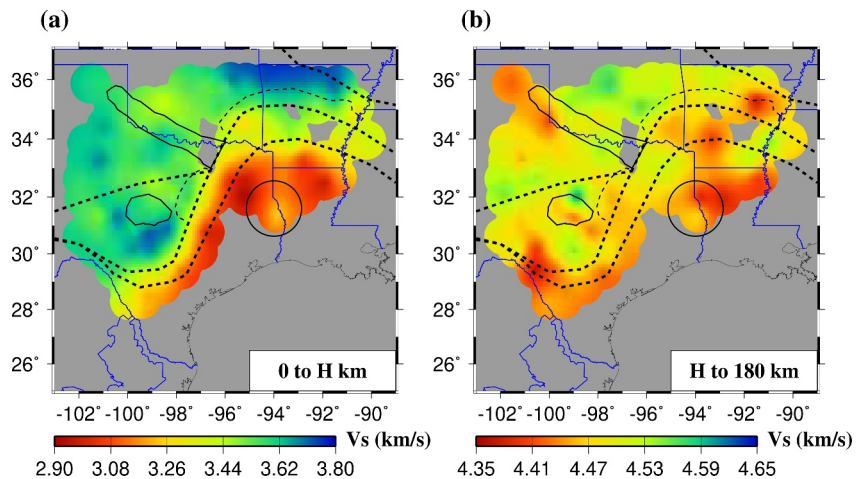 (a) (b)
36° 36°
34° 34°
32° 32°
30° 30°
28° 28°
26° 26°
0 to H km H to 180 km
-102° -100° -98° -96° -94° -92° -90° -102° -100° -98° -96° -94° -92° -90°
Vs (km/s) Vs (km/s)
2.90 3.08 3.26 3.44 3.62 3.80 4.35 4.41 4.47 4.53 4.59 4.65